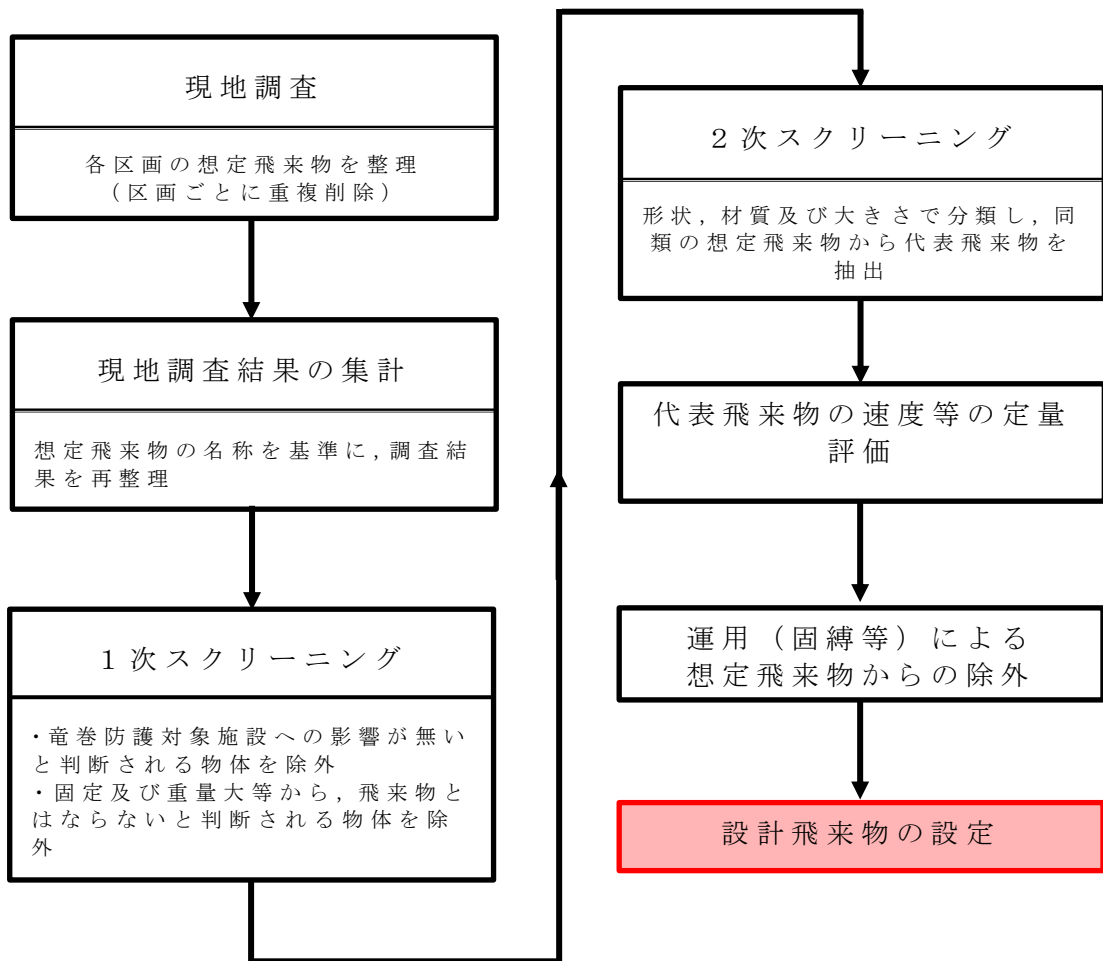 現地調査
各区画の想定飛来物を整理
（区画ごとに重複削除）
現地調査結果の集計
想定飛来物の名称を基準に,調査結
果を再整理
1次スクリーニング
・竜巻防護対象施設への影響が無い
と判断される物体を除外
・固定及び重量大等から,飛来物と
はならないと判断される物体を除
外
2次スクリーニング
形状,材質及び大きさで分類し,同
類の想定飛来物から代表飛来物を
抽出
代表飛来物の速度等の定量
評価
運用（固縛等）による
想定飛来物からの除外
設計飛来物の設定